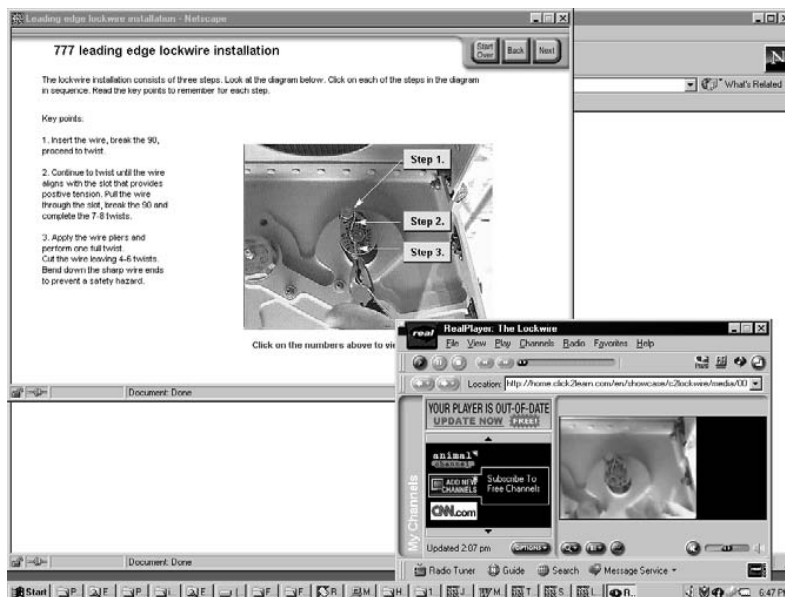 Leading edge lockwire installation - Netscape
777 leading edge lockwire installation
Start Over
Back
Next
The lockwire installation consists of three steps. Look at the diagram below. Click on each of the steps in the diagram
in sequence. Read the key points to remember for each step.
Key points:
1. Insert the wire, break the 90,
proceed to twist.
2. Continue to twist until the wire
aligns with the slot that provides
positive tension. Pull the wire
through the slot, break the 90 and
complete the 7-8 twists.
3. Apply the wire pliers and
perform one full twist.
Cut the wire leaving 4-6 twists.
Bend down the sharp wire ends
to prevent a safety hazard.
Step 1.
Step 2.
Step 3.
Click on the numbers above to
Document: Done
N
What's Related
real
RealPlayer: The Lockwire
File View Play Channels Radio Favorites Help
Location: http://home.click2learn.com/en/showcase/c2lockwire/media/00
YOUR PLAYER IS OUT-OF-DATE
UPDATE NOW FREE!
My Channels
animal
channel
ADD NEW
CHANNELS
Subscribe To
Free Channels
CNN.com
Updated 2:07 pm
OPTIONS
Radio Tuner Guide Search Message Service
Document: Done
Start
6:47 P